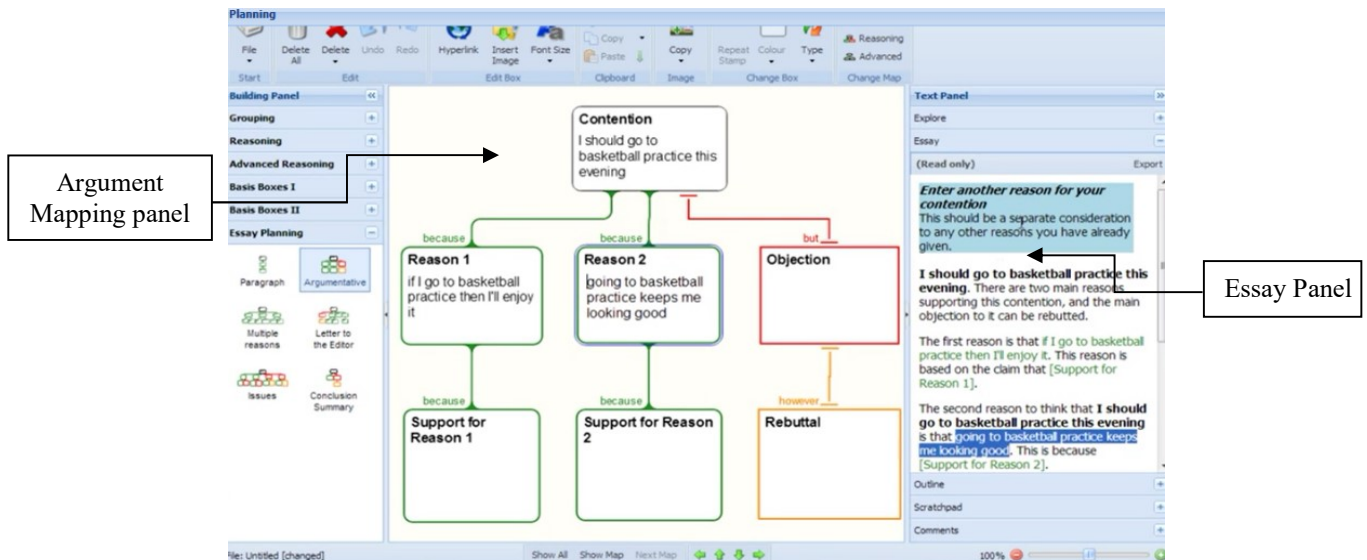 Planning
File
Delete All
Delete
Undo
Redo
Hyperlink
Insert Image
Font Size
Copy
Paste
Copy
Repeat Stamp
Colour
Type
Reasoning
Advanced
Start
Edit
Edit Box
Clipboard
Image
Change Box
Change Map
Building Panel
Grouping
Reasoning
Advanced Reasoning
Basis Boxes I
Basis Boxes II
Essay Planning
Paragraph
Argumentative
Multiple
reasons
Letter to
the Editor
Issues
Conclusion
Summary
Argument
Mapping panel
Contention
I should go to
basketball practice this
evening
because
because
but
Reason 1
if I go to basketball
practice then I'll enjoy
it
Reason 2
going to basketball
practice keeps me
looking good
Objection
because
because
however
Support for
Reason 1
Support for Reason
2
Rebuttal
Text Panel
Explore
Essay
(Read only)
Export
Enter another reason for your
contention
This should be a separate consideration
to any other reasons you have already
given.
I should go to basketball practice this
evening. There are two main reasons
supporting this contention, and the main
objection to it can be rebutted.
The first reason is that if I go to basketball
practice then I'll enjoy it. This reason is
based on the claim that [Support for
Reason 1].
The second reason to think that I should
go to basketball practice this evening
is that going to basketball practice keeps
me looking good. This is because
[Support for Reason 2].
Outline
Scratchpad
Comments
Essay Panel
File: Untitled [changed]
Show All
Show Map
Next Map
100%